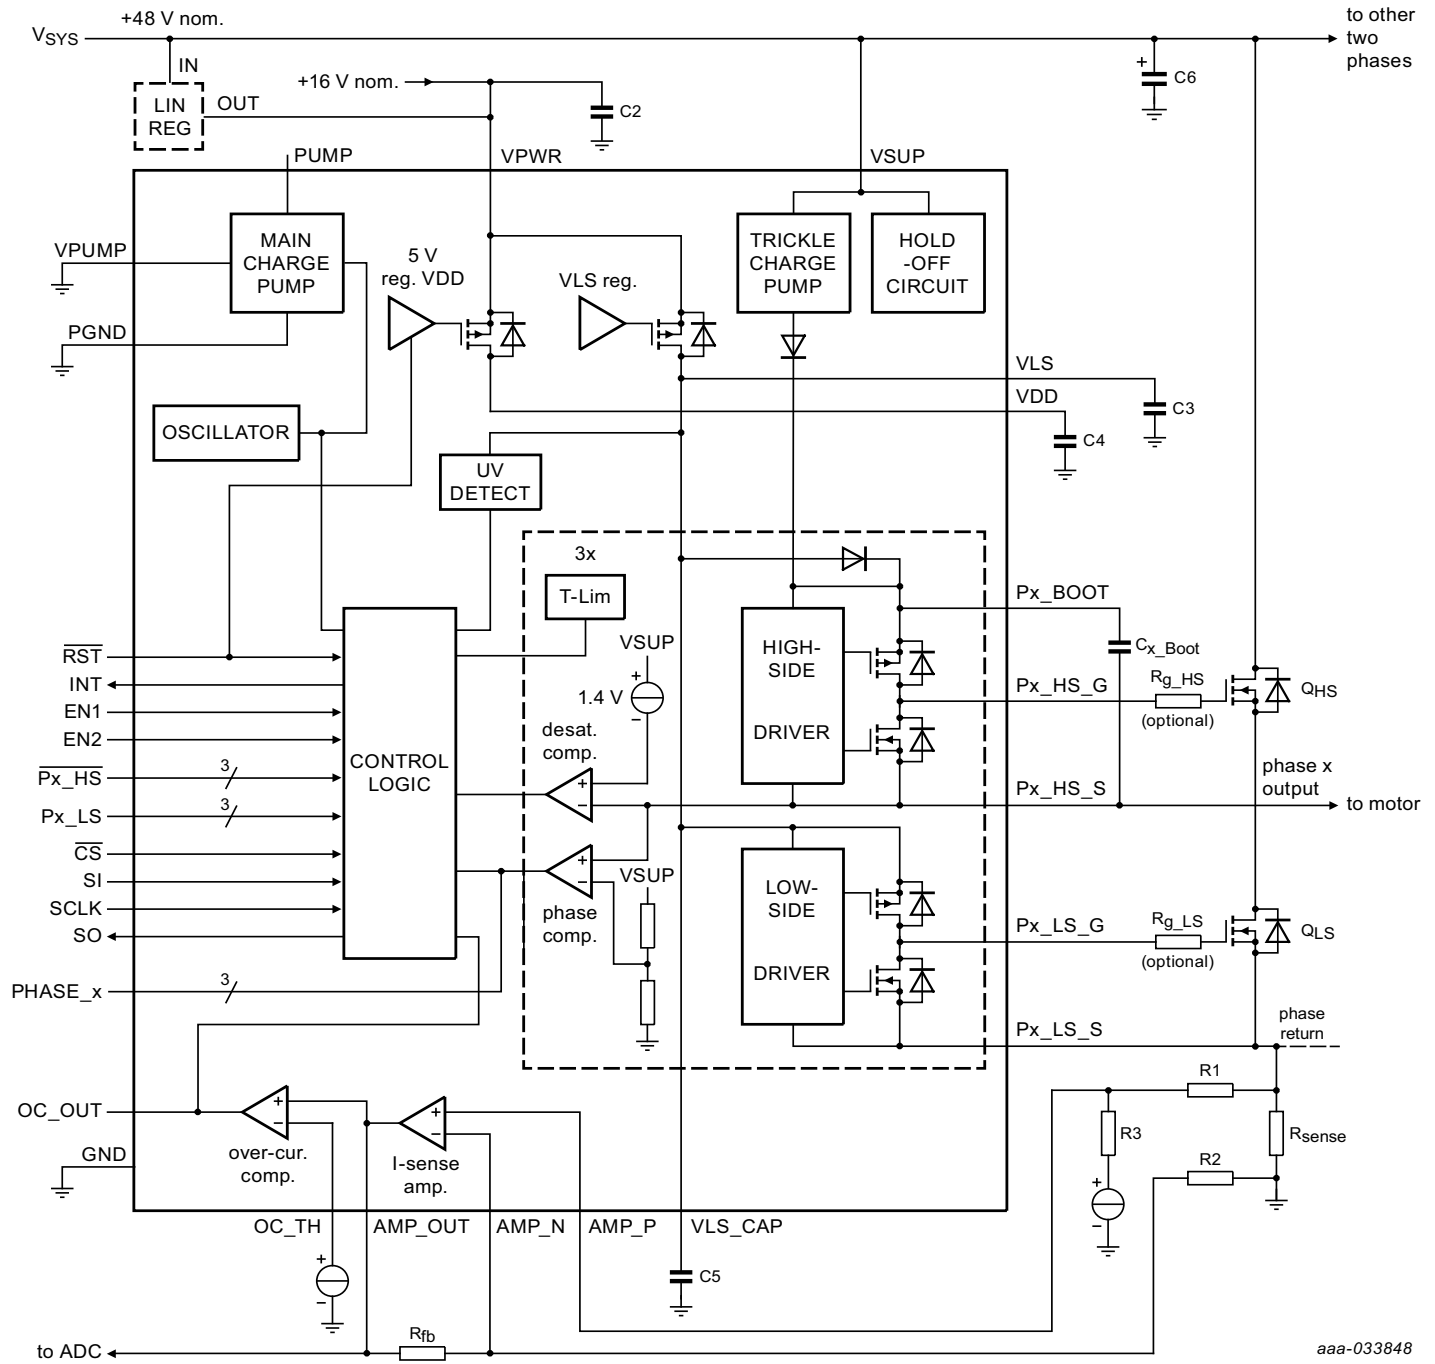 +48 V nom.
VSYS
to other
two
phases
IN
+16 V nom.
C6
LIN
REG
OUT
C2
PUMP
VPWR
VSUP
VPUMP
MAIN
CHARGE
PUMP
5 V
reg. VDD
VLS reg.
TRICKLE
CHARGE
PUMP
HOLD
-OFF
CIRCUIT
PGND
VLS
VDD
C3
C4
OSCILLATOR
UV
DETECT
3x
T-Lim
Px_BOOT
Cx_Boot
VSUP
HIGH-
SIDE
DRIVER
RST
INT
EN1
EN2
Px_HS
3
Px_LS
3
CS
SI
SCLK
SO
PHASE_x
3
CONTROL
LOGIC
+
1.4 V
−
desat.
comp.
+
−
Px_HS_G
Rg_HS
(optional)
QHS
Px_HS_S
phase x
output
to motor
+
−
phase
comp.
VSUP
LOW-
SIDE
DRIVER
Px_LS_G
Rg_LS
(optional)
QLS
Px_LS_S
phase
return
R1
R3
Rsense
R2
+
−
OC_OUT
+
−
over-cur.
comp.
+
−
I-sense
amp.
GND
OC_TH
AMP_OUT
AMP_N
AMP_P
VLS_CAP
+
−
C5
Rfb
to ADC
+
aaa-033848